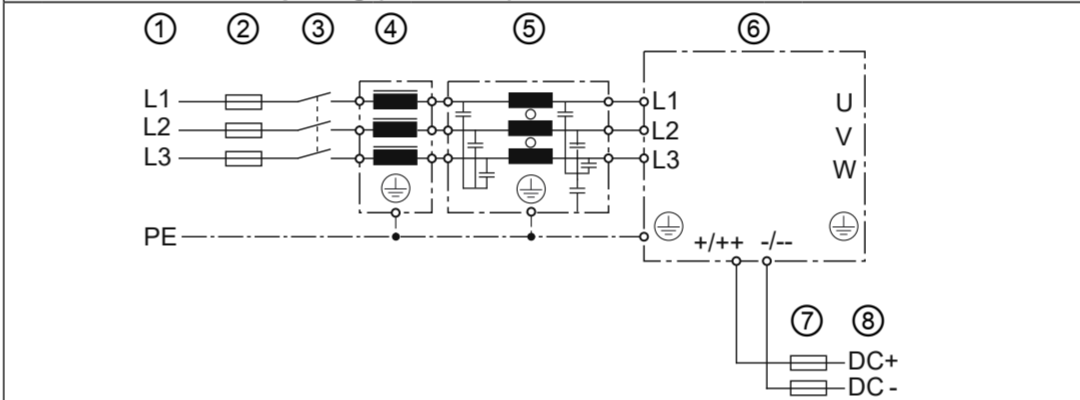 ① ② ③ ④ ⑤ ⑥
L1 L1 U
L2 L2 V
L3 L3 W
PE
+/++ -/--
⑦ ⑧
DC+
DC -